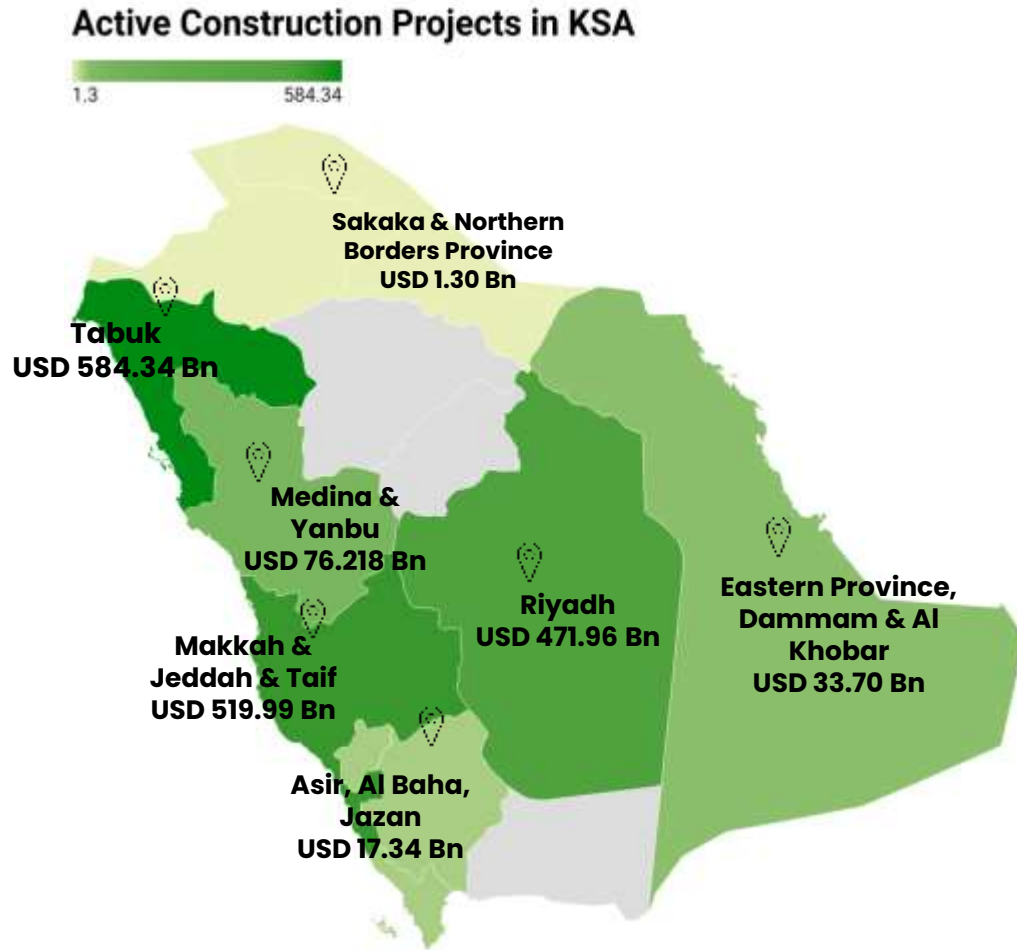 Active Construction Projects in KSA
1.3
584.34
Sakaka & Northern
Borders Province
USD 1.30 Bn
Tabuk
USD 584.34 Bn
Medina &
Yanbu
USD 76.218 Bn
Riyadh
USD 471.96 Bn
Eastern Province,
Dammam & Al
Khobar
USD 33.70 Bn
Makkah &
Jeddah & Taif
USD 519.99 Bn
Asir, Al Baha,
Jazan
USD 17.34 Bn